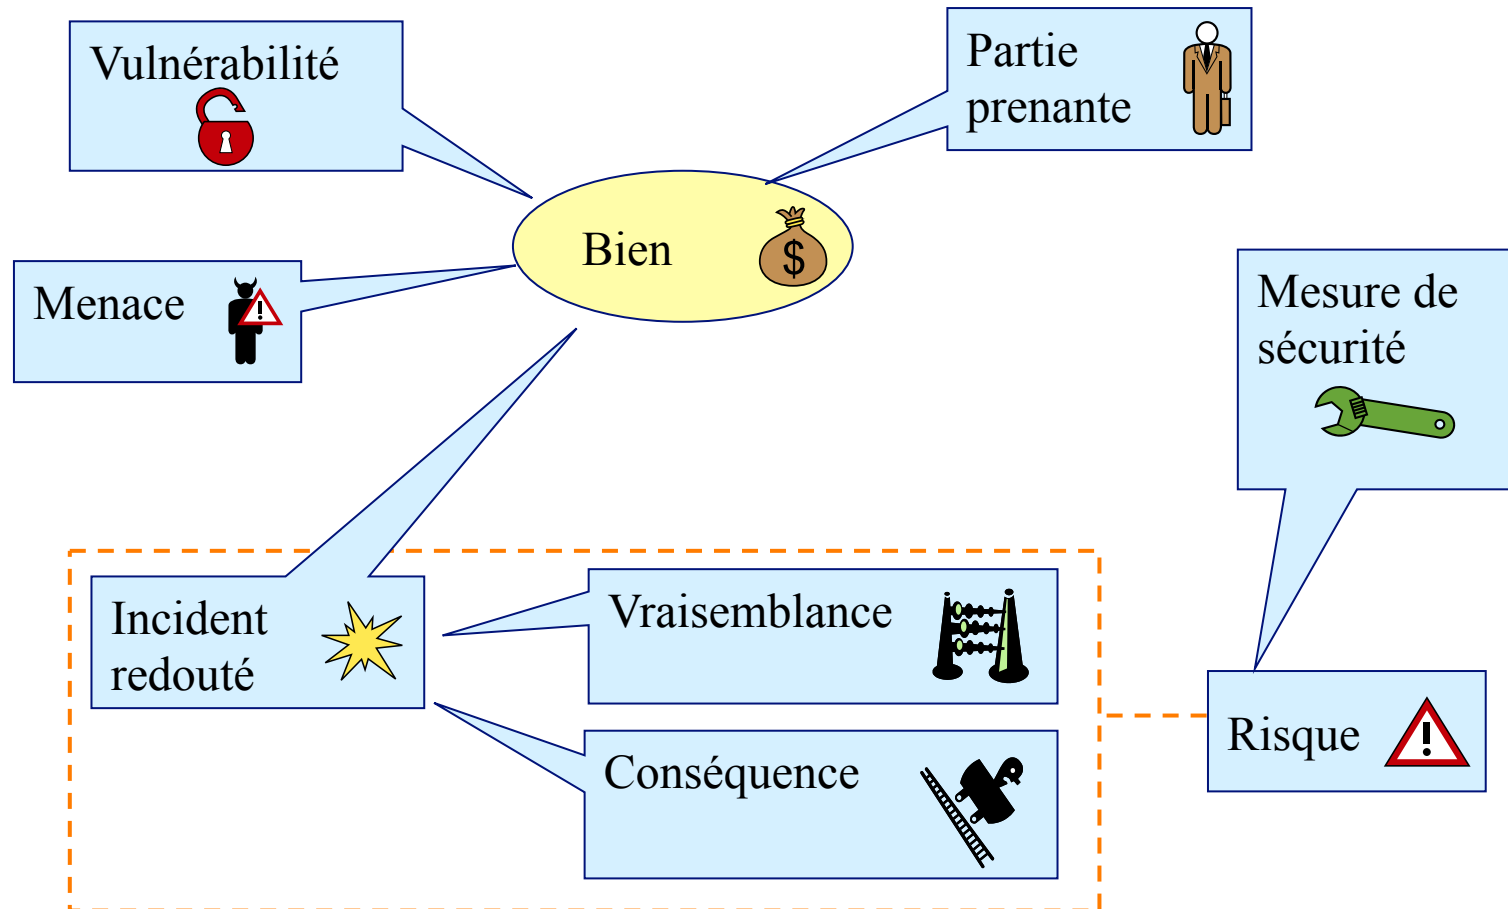 Vulnérabilité
Partie
prenante
Bien
$
Menace
!
Mesure de
sécurité
Incident
redouté
Vraisemblance
Conséquence
Risque
!